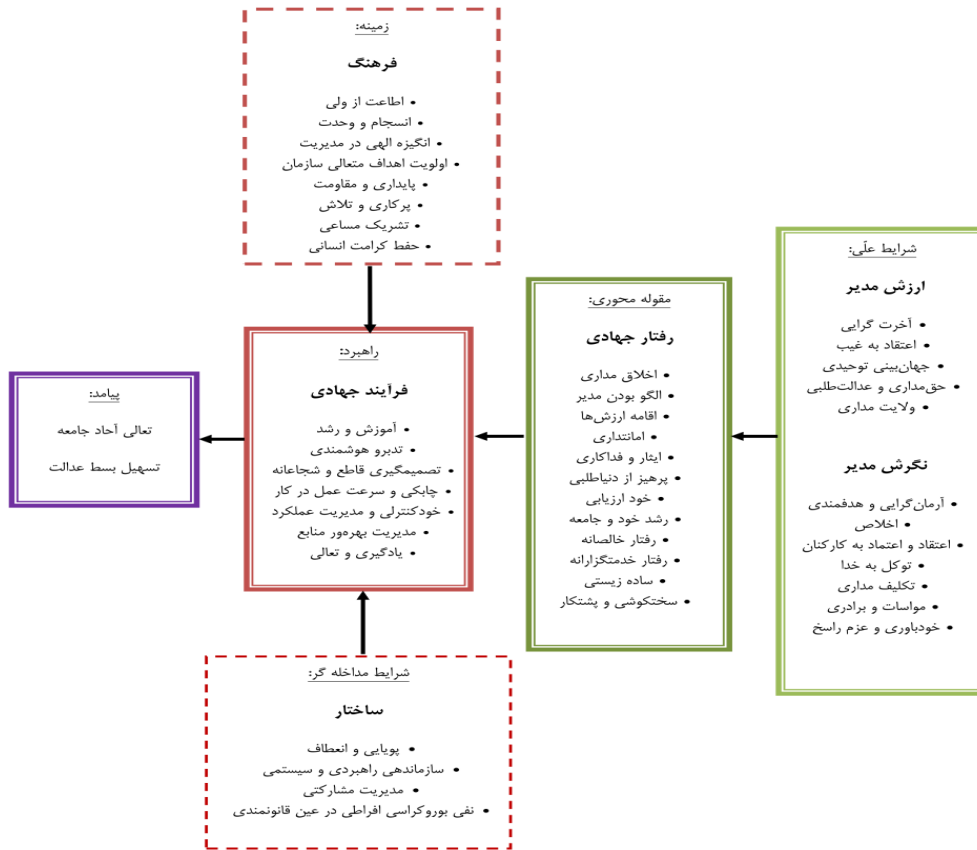 زمینه:
فرهنگ
• اطاعت از ولی
• انسجام و وحدت
• انگیزه الهی در مدیریت
• اولویت اهداف متعالی سازمان
• پایداری و مقاومت
• پرکاری و تلاش
• تشریک مساعی
• حفظ کرامت انسانی
شرایط علّی:
ارزش مدیر
• آخرت گرایی
• اعتقاد به غیب
• جهان‌بینی توحیدی
• حق‌مداری و عدالت‌طلبی
• ولایت مداری
نگرش مدیر
• آرمان‌گرایی و هدفمندی
• اخلاص
• اعتقاد و اعتماد به کارکنان
• توکل به خدا
• تکلیف مداری
• مواسات و برادری
• خودباوری و عزم راسخ
مقوله محوری:
رفتار جهادی
• اخلاق مداری
• الگو بودن مدیر
• اقامه ارزش‌ها
• امانتداری
• ایثار و فداکاری
• پرهیز از دنیاطلبی
• خود ارزیابی
• رشد خود و جامعه
• رفتار خالصانه
• رفتار خدمتگزارانه
• ساده زیستی
• سختکوشی و پشتکار
راهبرد:
فرآیند جهادی
• آموزش و رشد
• تدبرو هوشمندی
• تصمیمگیری قاطع و شجاعانه
• چابکی و سرعت عمل در کار
• خودکنترلی و مدیریت عملکرد
• مدیریت بهره‌ور منابع
• یادگیری و تعالی
پیامد:
تعالی آحاد جامعه
تسهیل بسط عدالت
شرایط مداخله گر:
ساختار
• پویایی و انعطاف
• سازماندهی راهبردی و سیستمی
• مدیریت مشارکتی
• نفی بوروکراسی افراطی در عین قانونمندی